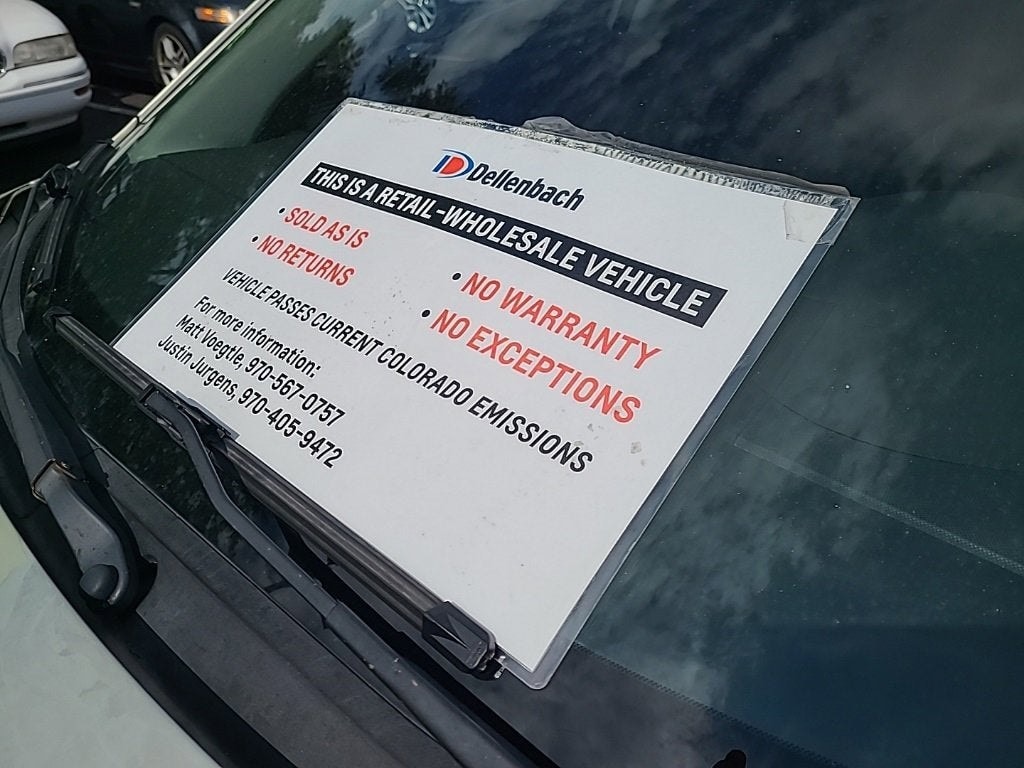 Dellenbach
THIS IS A RETAIL-WHOLESALE VEHICLE
• SOLD AS IS
• NO RETURNS
• NO WARRANTY
• NO EXCEPTIONS
VEHICLE PASSES CURRENT COLORADO EMISSIONS
For more information:
Matt Voegtle, 970-567-0757
Justin Jurgens, 970-405-9472